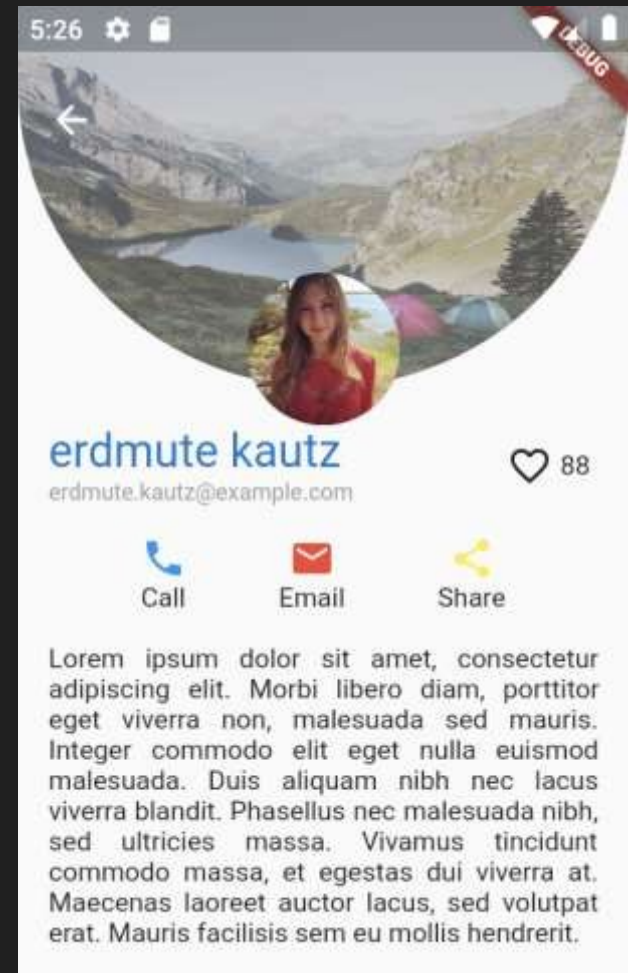 5:26
DEBUG
erdmute kautz
88
erdmute.kautz@example.com
Call Email Share
Lorem ipsum dolor sit amet, consectetur
adipiscing elit. Morbi libero diam, porttitor
eget viverra non, malesuada sed mauris.
Integer commodo elit eget nulla euismod
malesuada. Duis aliquam nibh nec lacus
viverra blandit. Phasellus nec malesuada nibh,
sed ultricies massa. Vivamus tincidunt
commodo massa, et egestas dui viverra at.
Maecenas laoreet auctor lacus, sed volutpat
erat. Mauris facilisis sem eu mollis hendrerit.